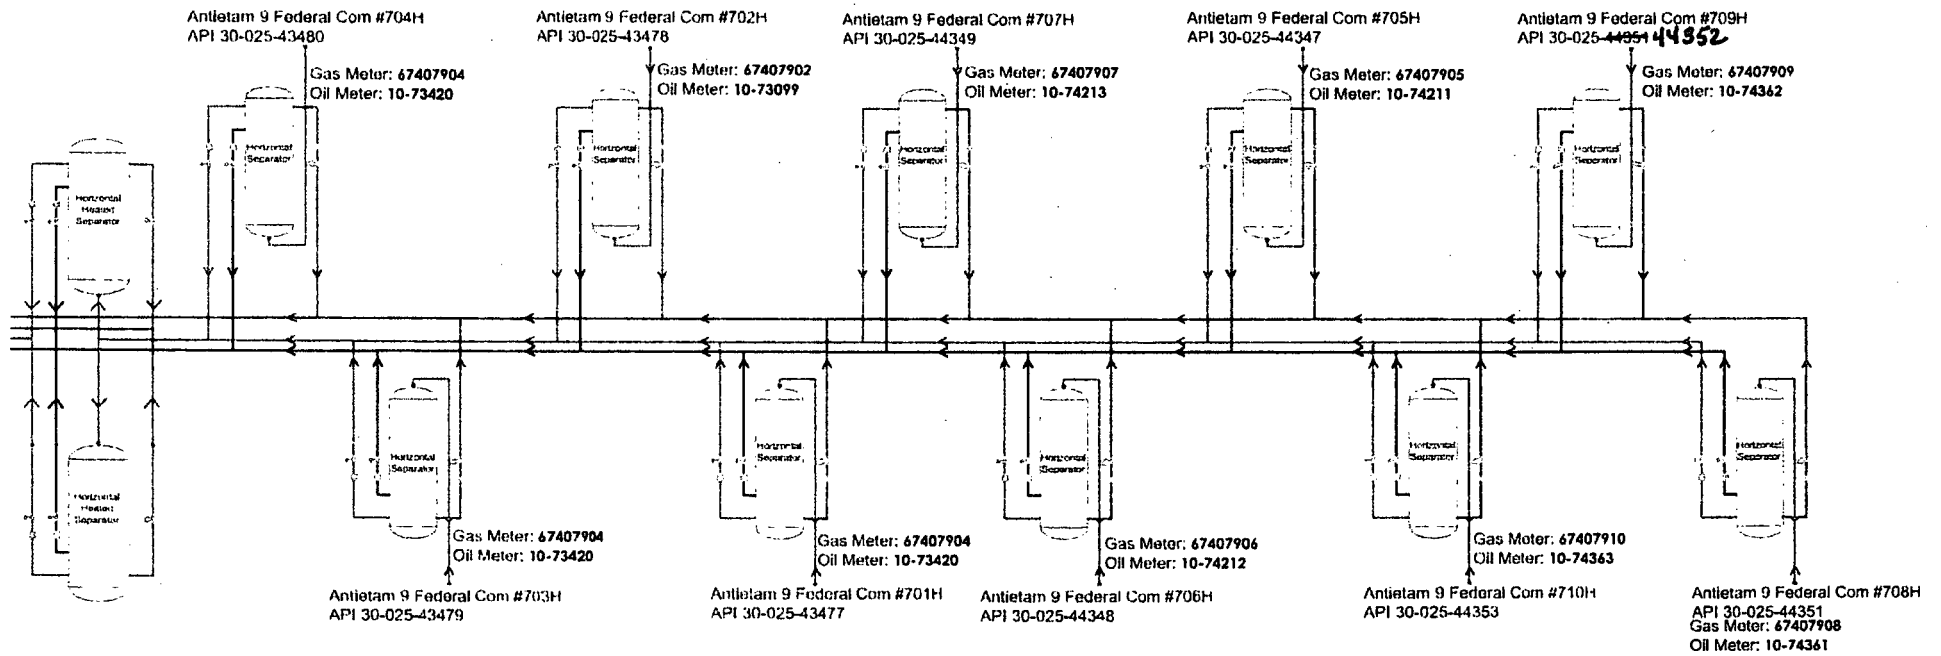 Antietam 9 Federal Com #704H
API 30-025-43480
Gas Meter: 67407904
Oil Meter: 10-73420
Horizontal
Separator
Antietam 9 Federal Com #702H
API 30-025-43478
Gas Meter: 67407902
Oil Meter: 10-73099
Horizontal
Separator
Antietam 9 Federal Com #707H
API 30-025-44349
Gas Meter: 67407907
Oil Meter: 10-74213
Horizontal
Separator
Antietam 9 Federal Com #705H
API 30-025-44347
Gas Meter: 67407905
Oil Meter: 10-74211
Horizontal
Separator
Antietam 9 Federal Com #709H
API 30-025-44351 44352
Gas Meter: 67407909
Oil Meter: 10-74362
Horizontal
Separator
Horizontal
Heated
Separator
Horizontal
Heated
Separator
Horizontal
Separator
Gas Meter: 67407904
Oil Meter: 10-73420
Antietam 9 Federal Com #703H
API 30-025-43479
Horizontal
Separator
Gas Meter: 67407904
Oil Meter: 10-73420
Antietam 9 Federal Com #701H
API 30-025-43477
Horizontal
Separator
Gas Meter: 67407906
Oil Meter: 10-74212
Antietam 9 Federal Com #706H
API 30-025-44348
Horizontal
Separator
Gas Meter: 67407910
Oil Meter: 10-74363
Antietam 9 Federal Com #710H
API 30-025-44353
Horizontal
Separator
Antietam 9 Federal Com #708H
API 30-025-44351
Gas Meter: 67407908
Oil Meter: 10-74361